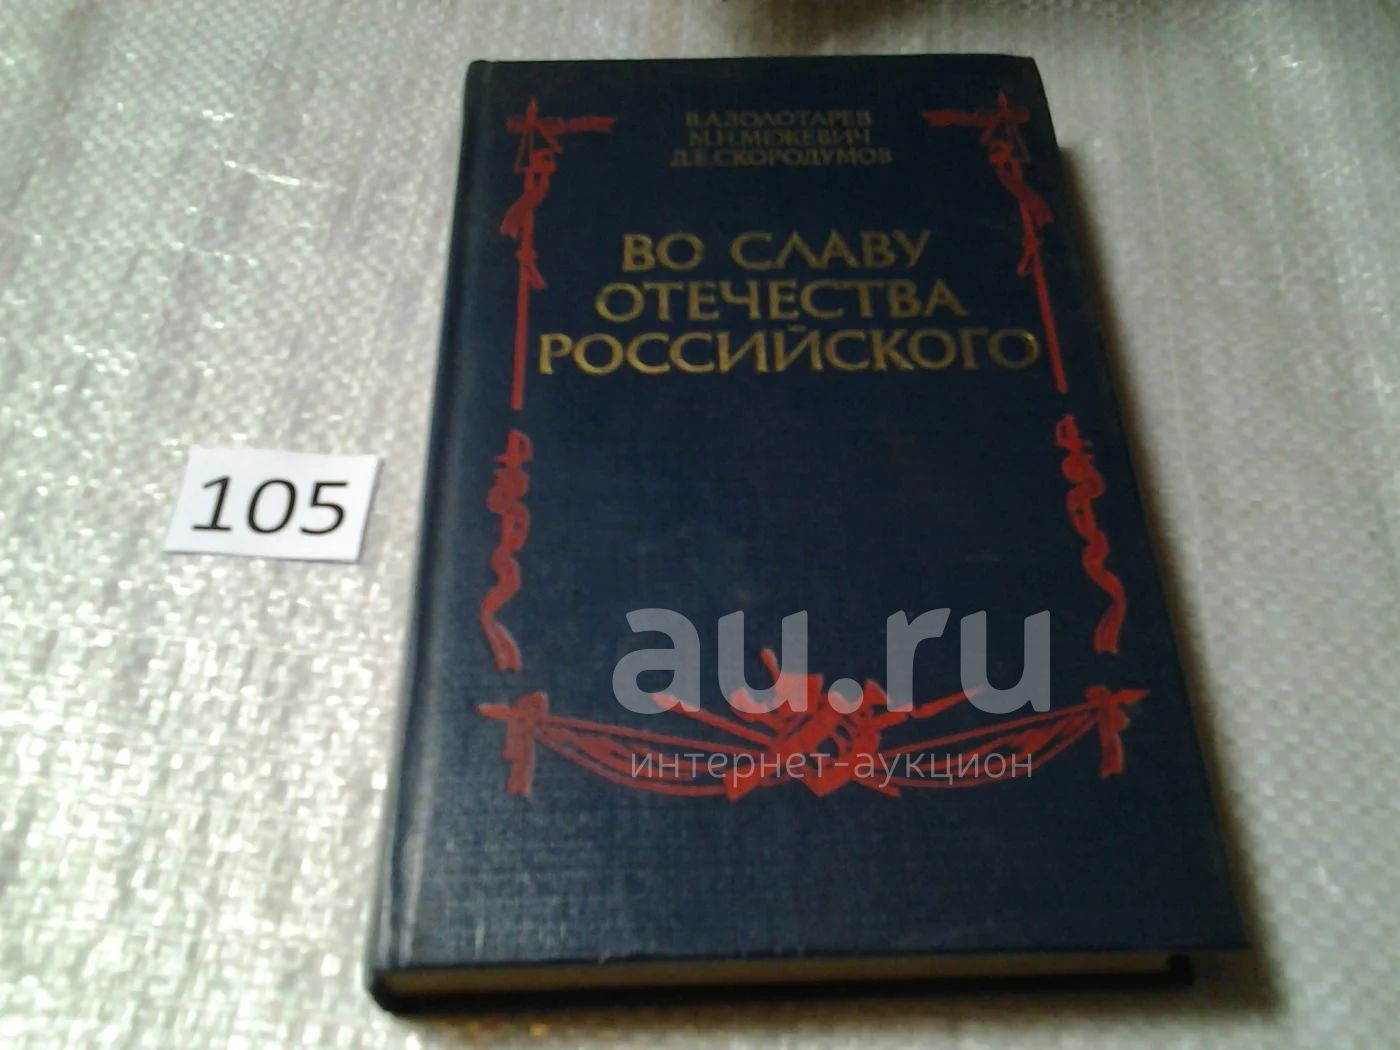 В.А.ЗОЛОТАРЕВ
М.Н.МЕЖЕВИЧ
Д.Е.СКОРОДУМОВ
ВО СЛАВУ
ОТЕЧЕСТВА
РОССИЙСКОГО
105
au.ru
интернет-аукцион